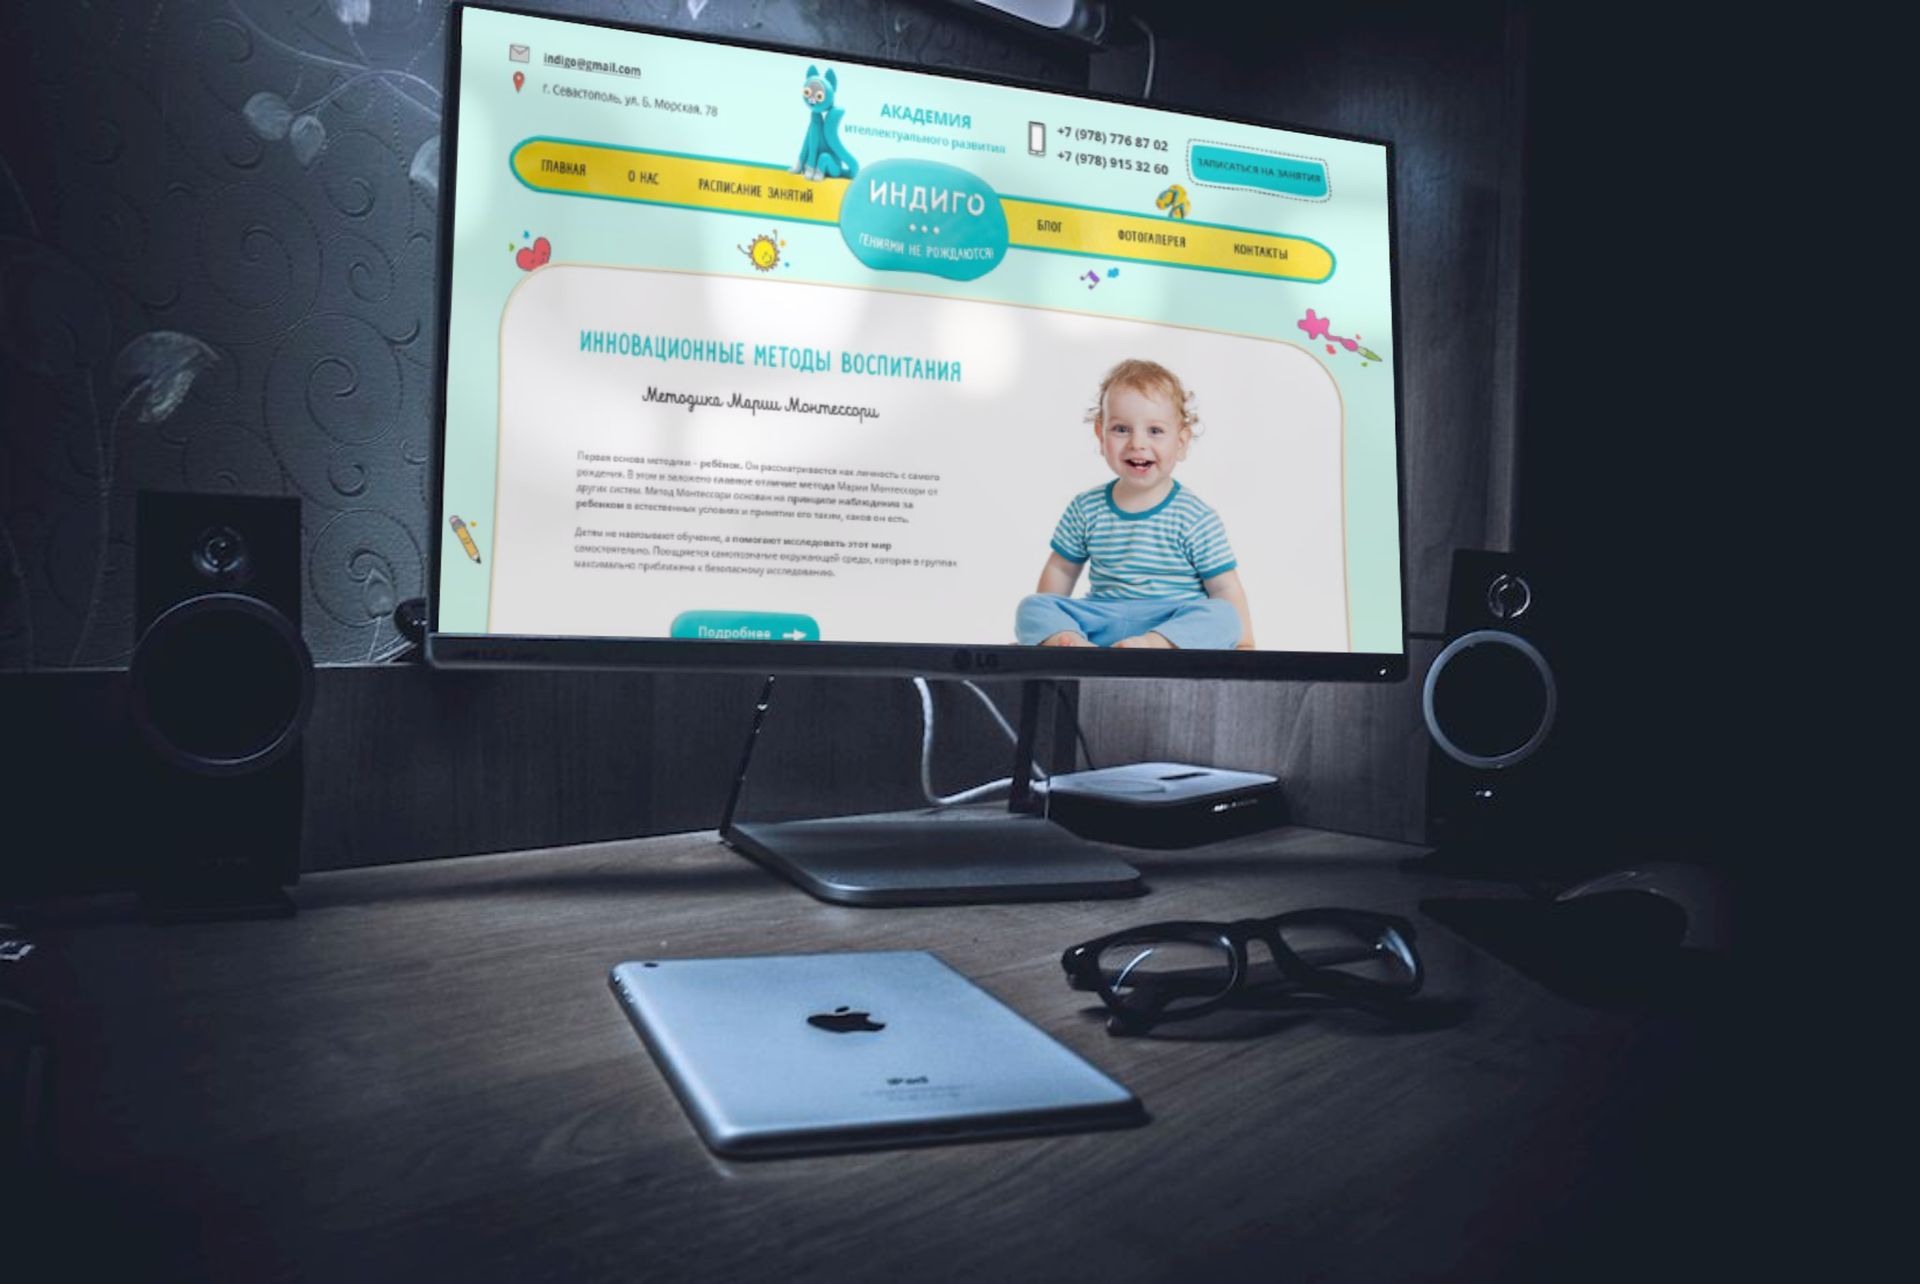 indigo@gmail.com
г. Севастополь, ул. Б. Морская, 78
АКАДЕМИЯ
ителлектуального развития
+7 (978) 776 87 02
+7 (978) 915 32 60
ЗАПИСАТЬСЯ НА ЗАНЯТИЯ
ГЛАВНАЯ
О НАС
РАСПИСАНИЕ ЗАНЯТИЙ
ИНДИГО
ГЕНИЯМИ НЕ РОЖДАЮТСЯ!
БЛОГ
ФОТОГАЛЕРЕЯ
КОНТАКТЫ
ИННОВАЦИОННЫЕ МЕТОДЫ ВОСПИТАНИЯ
Методика Марии Монтессори
Первая основа методики – ребёнок. Он рассматривается как личность с самого
рождения. В этом и заложено главное отличие метода Марии Монтессори от
других систем. Метод Монтессори основан на принципе наблюдения за
ребенком в естественных условиях и принятии его таким, каков он есть.
Детям не навязывают обучение, а помогают исследовать этот мир
самостоятельно. Поощряется самопознание окружающей среды, которая в группах
максимально приближена к безопасному исследованию.
Подробнее
LG
iPad